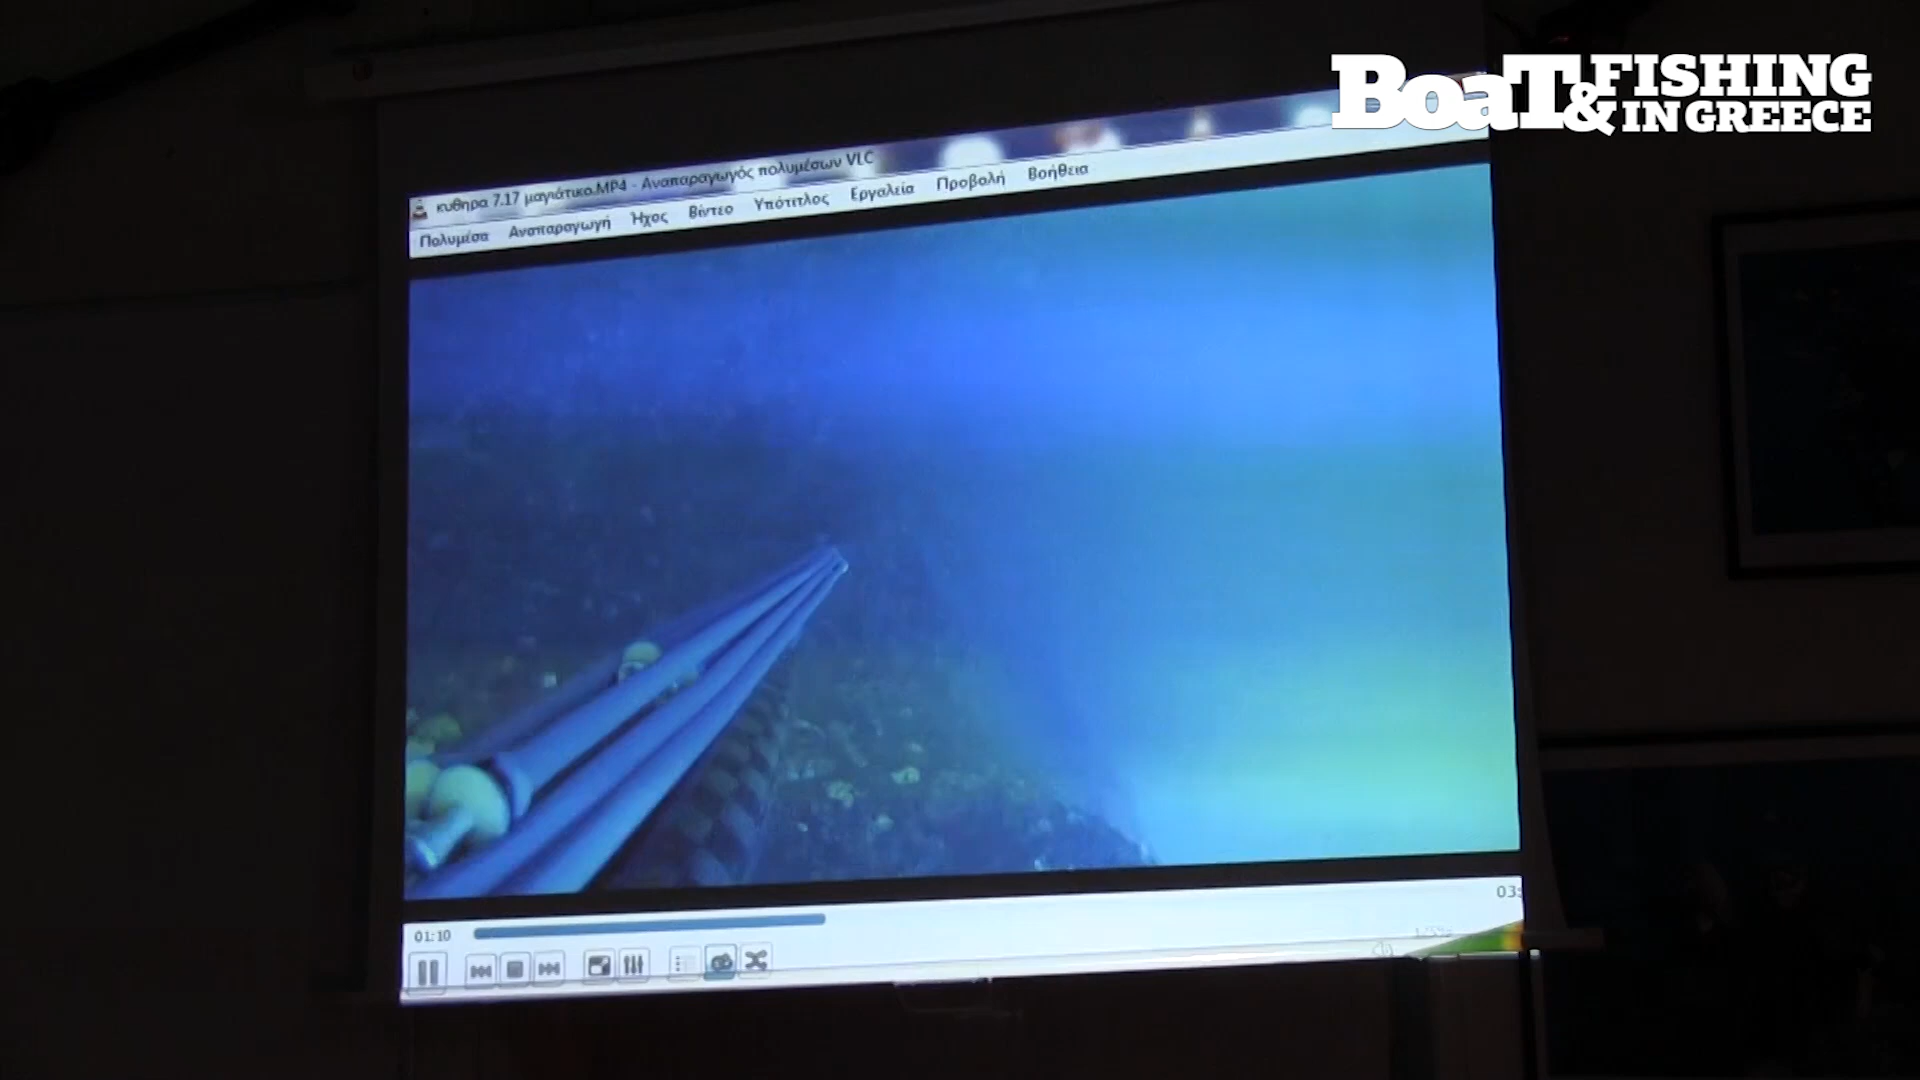 BoaT & FISHING
IN GREECE
κυθηρα 7.17 μαγιάτικο.MP4 - Αναπαραγωγός πολυμέσων VLC
Πολυμέσα Αναπαραγωγή Ήχος Βίντεο Υπότιτλος Εργαλεία Προβολή Βοήθεια
01:10
03: